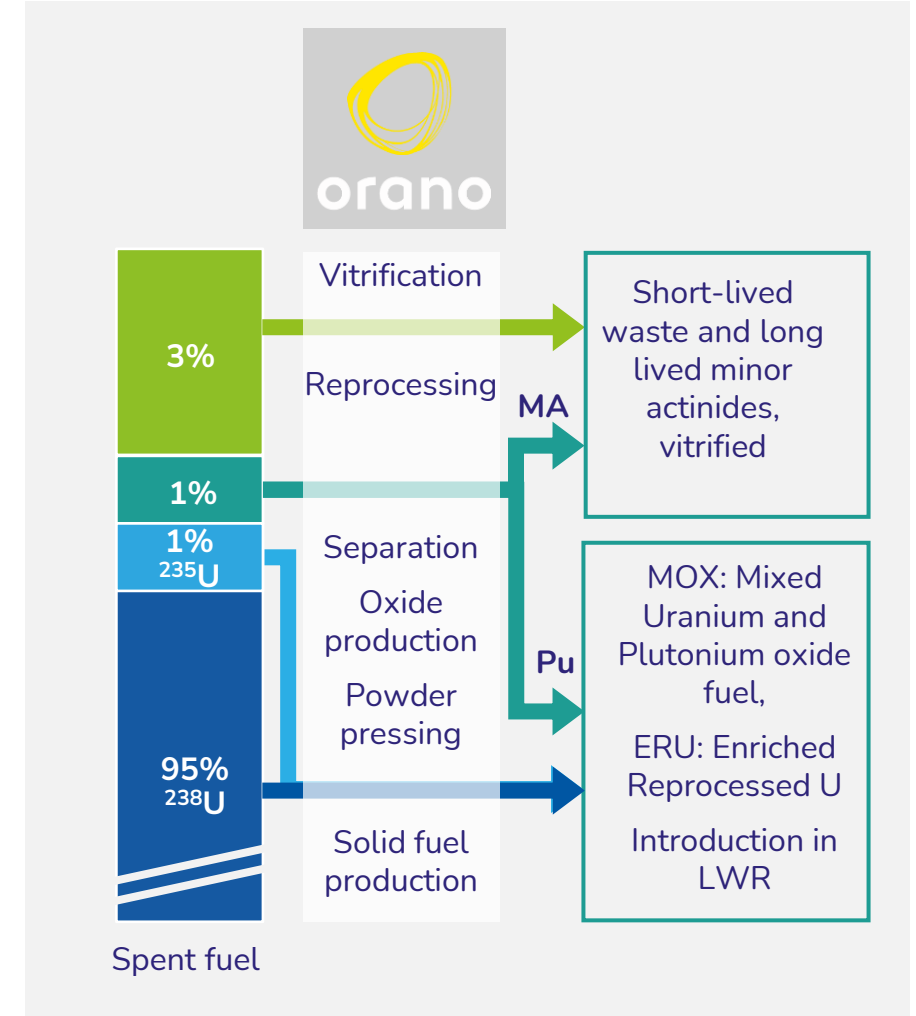 orano
3%
1%
1%
²³⁵U
95%
²³⁸U
Spent fuel
Vitrification
Reprocessing
Separation
Oxide
production
Powder
pressing
Solid fuel
production
MA
Pu
Short-lived
waste and long
lived minor
actinides,
vitrified
MOX: Mixed
Uranium and
Plutonium oxide
fuel,
ERU: Enriched
Reprocessed U
Introduction in
LWR